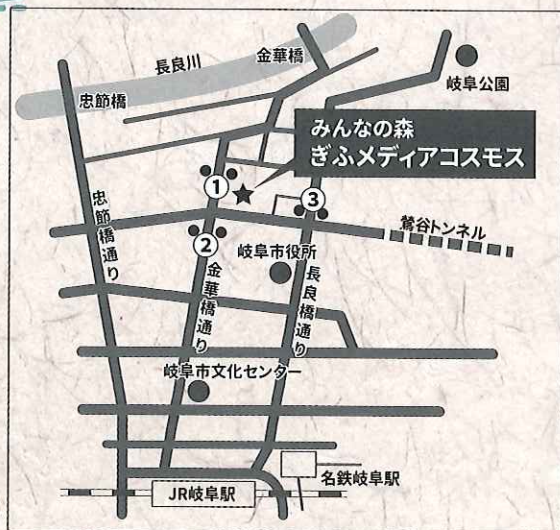 長良川
金華橋
忠節橋
岐阜公園
みんなの森
ぎふメディアコスモス
①
③
忠節橋通り
鶯谷トンネル
②
岐阜市役所
金華橋通り
長良橋通り
岐阜市文化センター
名鉄岐阜駅
JR岐阜駅